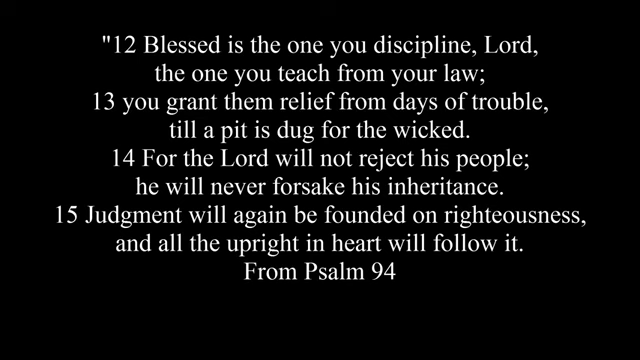 "12 Blessed is the one you discipline, Lord,
the one you teach from your law;
13 you grant them relief from days of trouble,
till a pit is dug for the wicked.
14 For the Lord will not reject his people;
he will never forsake his inheritance.
15 Judgment will again be founded on righteousness,
and all the upright in heart will follow it.
From Psalm 94